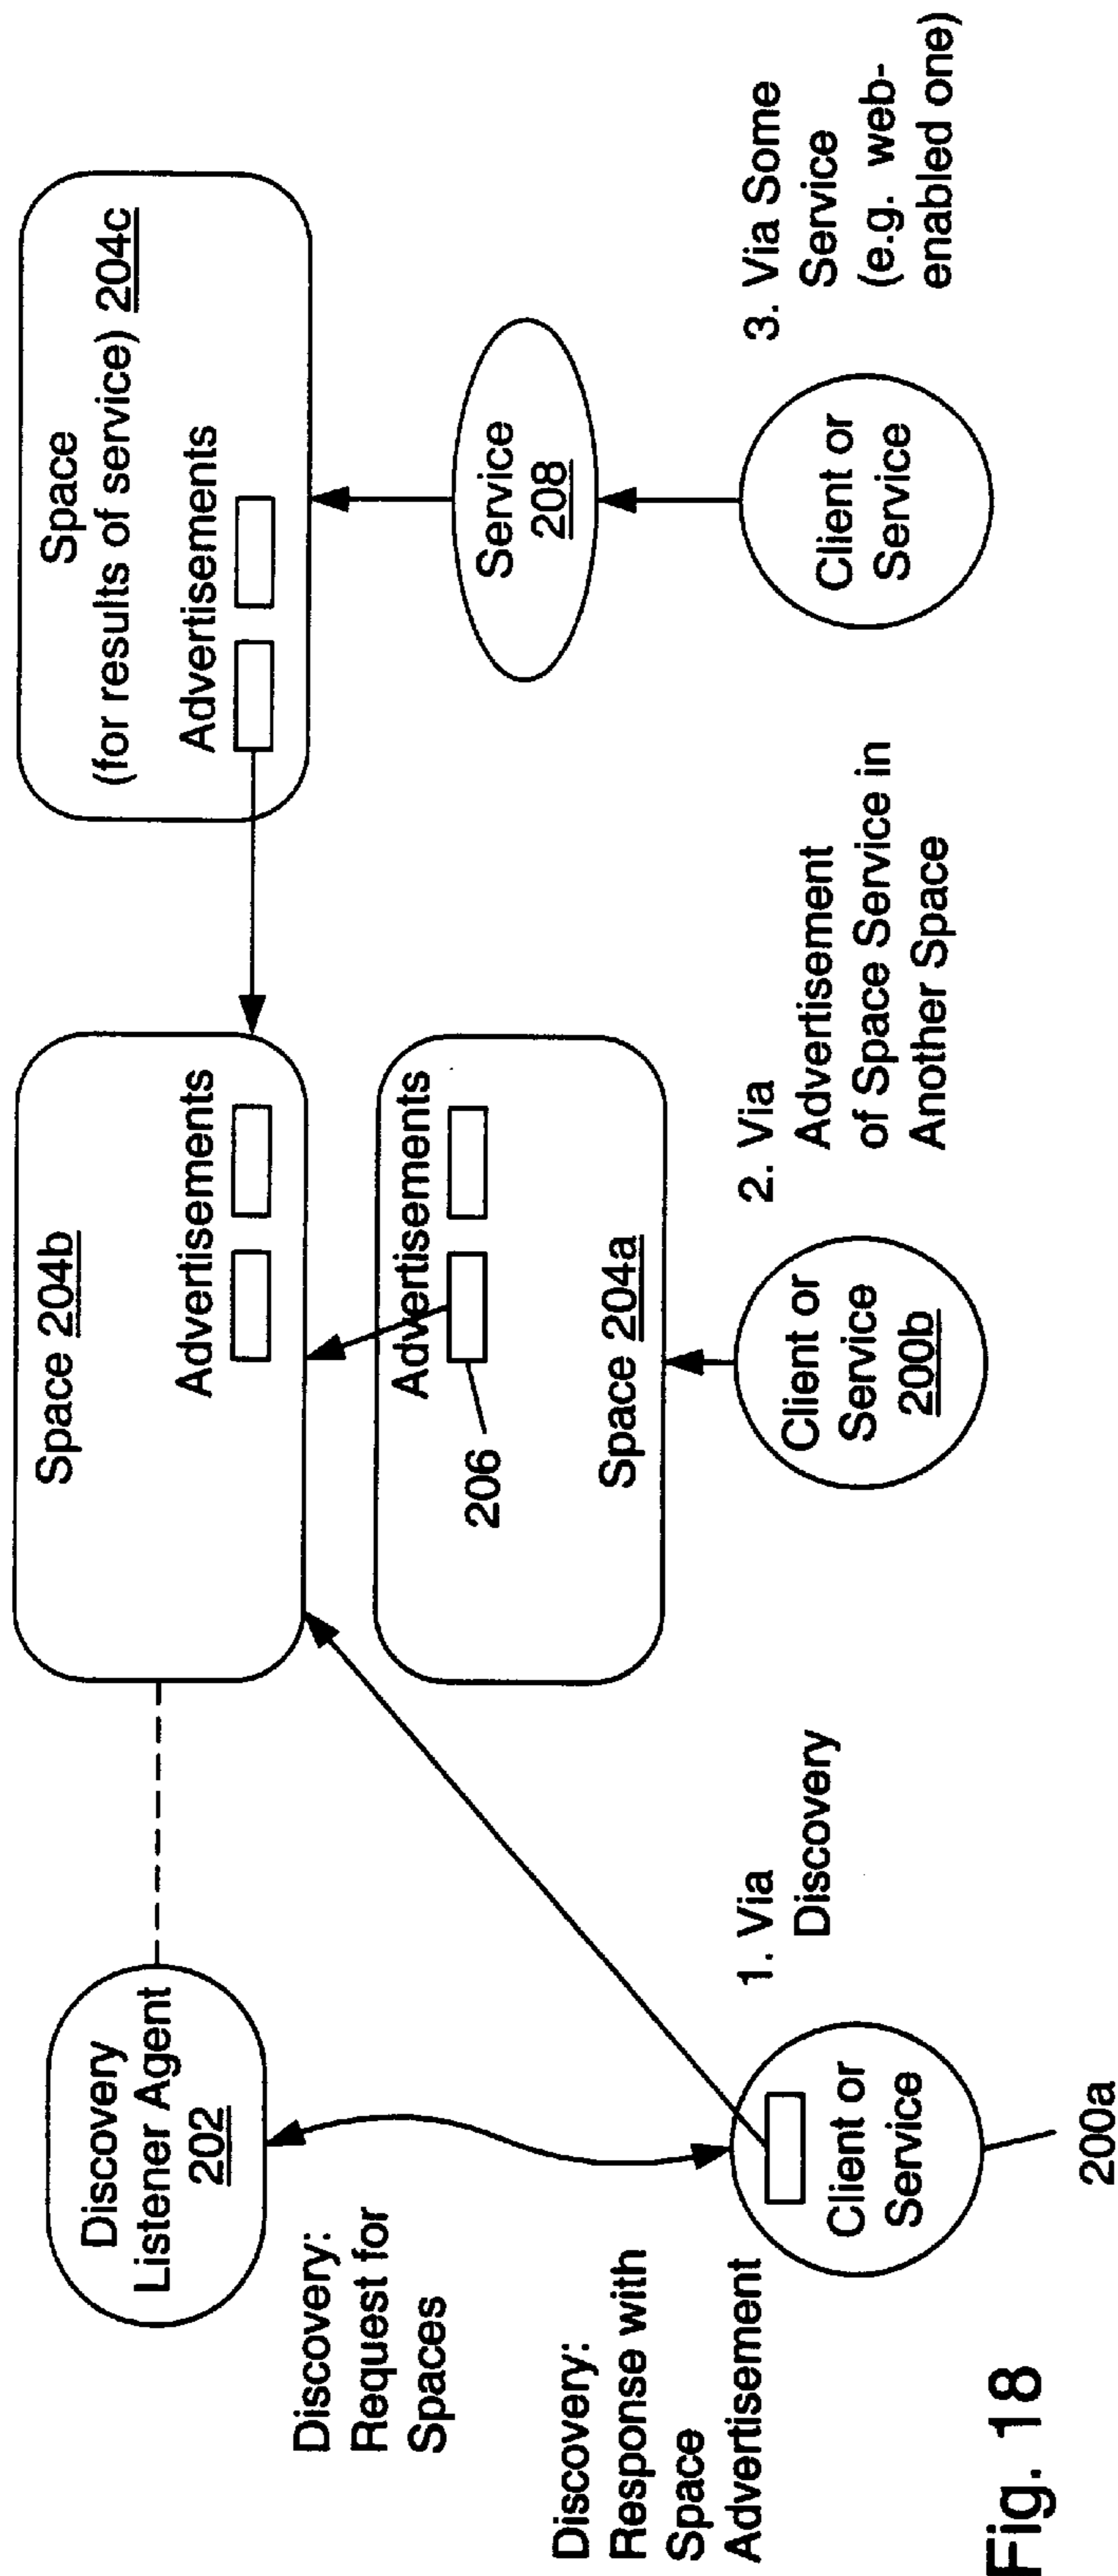 Discovery
Listener Agent
202
Discovery:
Request for
Spaces
Discovery:
Response with
Space
Advertisement
Client or
Service
200a
1. Via
Discovery
Space 204b
Advertisements
Advertisements
206
Space 204a
Client or
Service
200b
2. Via
Advertisement
of Space Service in
Another Space
Space
(for results of service) 204c
Advertisements
Service
208
Client or
Service
3. Via Some
Service
(e.g. web-
enabled one)
Fig. 18